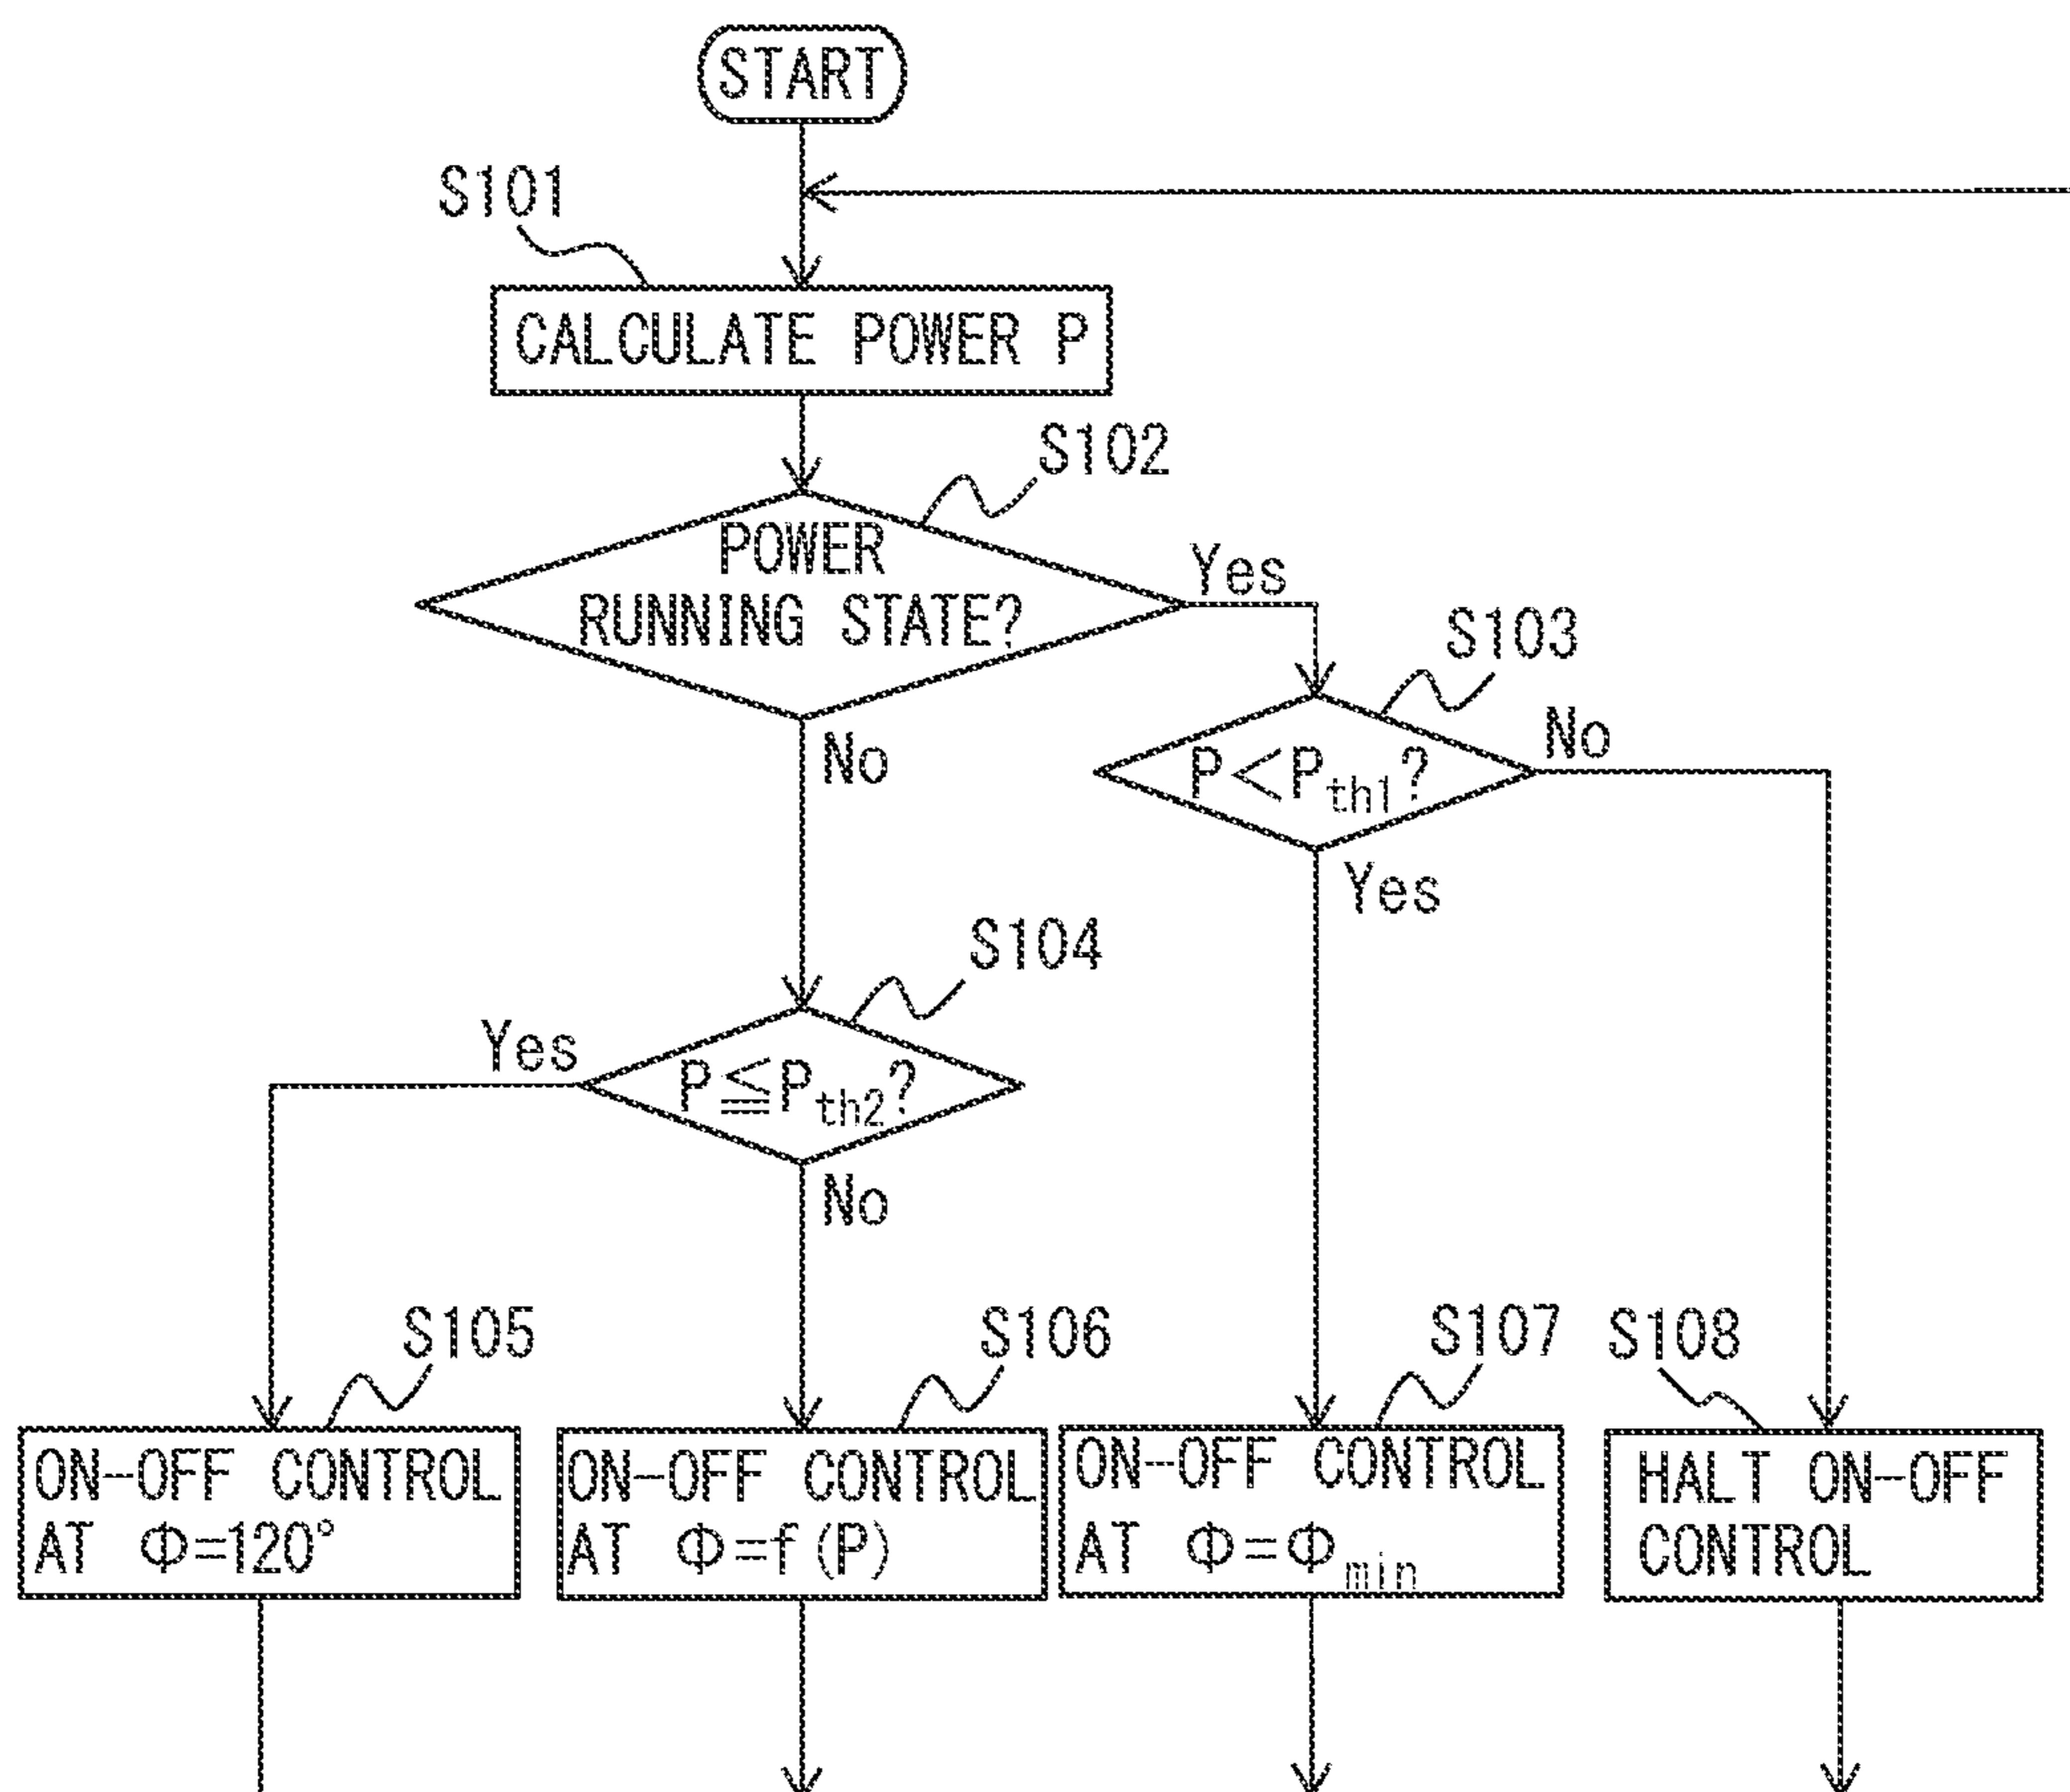 START
S101
CALCULATE POWER P
S102
POWER
RUNNING STATE?
Yes
No
S103
P<Pth1?
No
Yes
S104
P≦Pth2?
Yes
No
S105
ON-OFF CONTROL
AT Φ=120°
S106
ON-OFF CONTROL
AT Φ=f(P)
S107
ON-OFF CONTROL
AT Φ=Φmin
S108
HALT ON-OFF
CONTROL